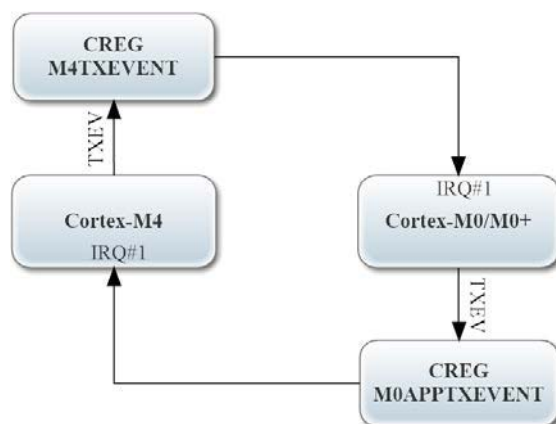 CREG
M4TXEVENT
TXEV
Cortex-M4
IRQ#1
IRQ#1
Cortex-M0/M0+
TXEV
CREG
M0APPTXEVENT